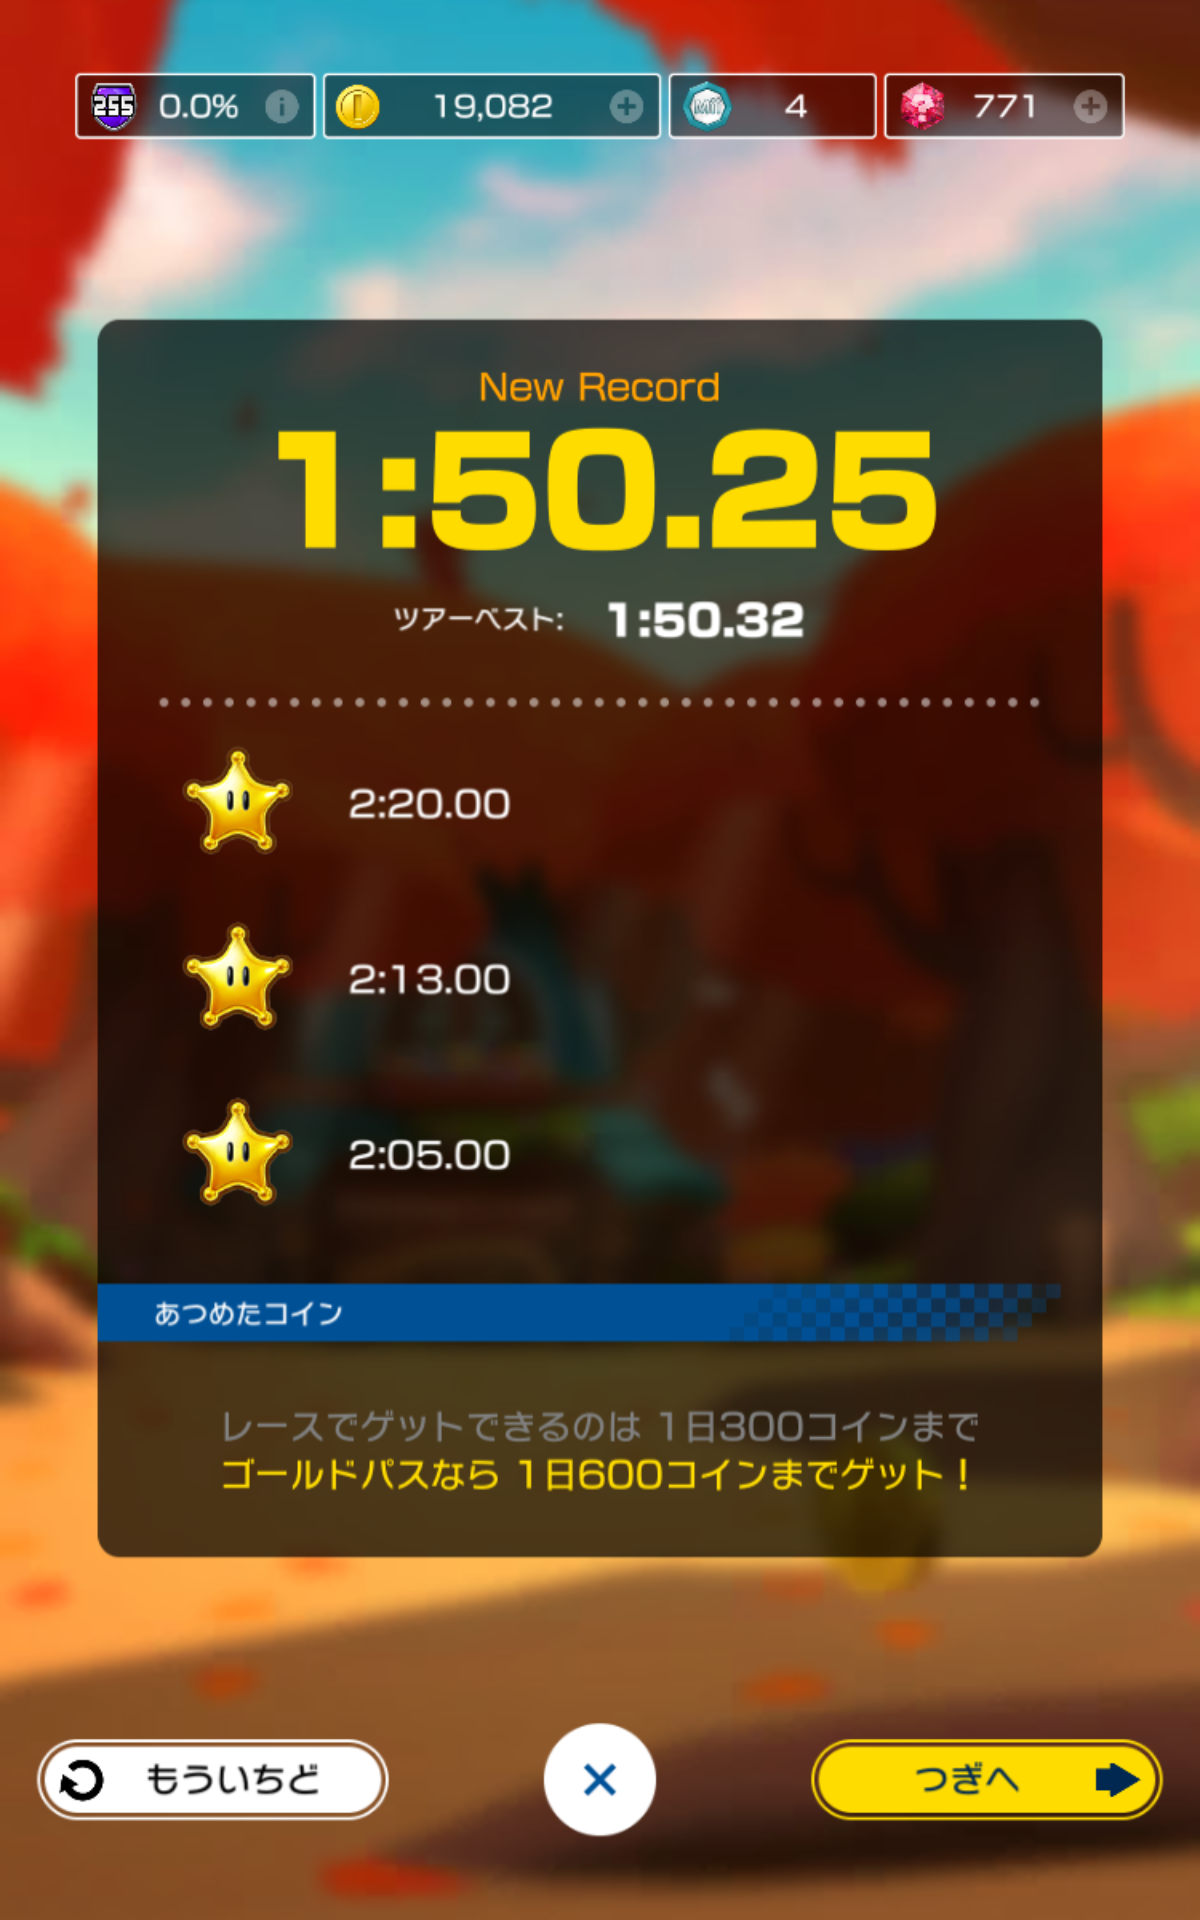 255 0.0% i 19,082 + Mii 4 771 +
New Record
1:50.25
ツアーベスト: 1:50.32
2:20.00
2:13.00
2:05.00
あつめたコイン
レースでゲットできるのは 1日300コインまで
ゴールドパスなら 1日600コインまでゲット！
もういちど × つぎへ